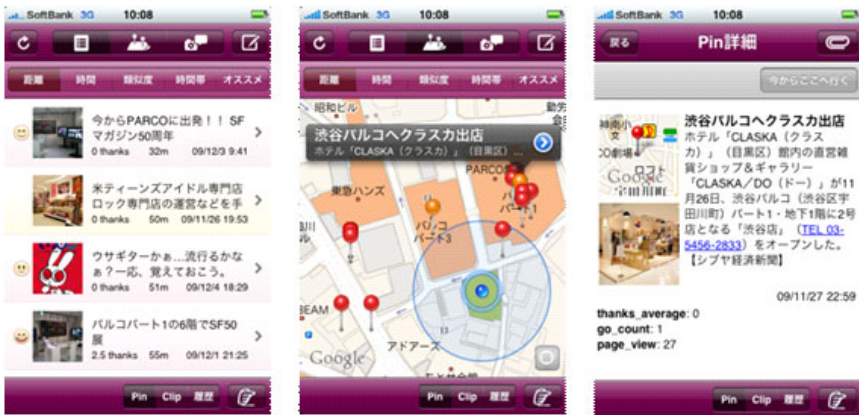 SoftBank 3G 10:08
距離 時間 類似度 時間帯 オススメ
今からPARCOに出発！！ SF
マガジン50周年
0 thanks 32m 09/12/3 9:41
米ティーンズアイドル専門店
ロック専門店の運営などを手
0 thanks 50m 09/11/26 19:53
ウサギターかぁ...流行るかな
ぁ？一応、覚えておこう。
0 thanks 51m 09/12/4 18:29
パルコパート1の6階でSF50
展
2.5 thanks 55m 09/12/1 21:25
Pin Clip 履歴
SoftBank 3G 10:08
距離 時間 類似度 時間帯 オススメ
昭和ビル
渋谷パルコへクラスカ出店
ホテル「CLASKA（クラスカ）」（目黒区）...
PARCO
東急ハンズ
パルコ
パート3
パート1
BEAM
アドアーズ
Google
Pin Clip 履歴
SoftBank 3G 10:08
戻る Pin詳細
今からここへ行く
渋谷パルコへクラスカ出店
ホテル「CLASKA（クラス
カ）」（目黒区）館内の直営雑
貨ショップ＆ギャラリー
「CLASKA／DO（ドー）」が11
月26日、渋谷パルコ（渋谷区宇
田川町）パート1・地下1階に2号
店となる「渋谷店」（TEL 03-
5456-2833）をオープンした。
【シブヤ経済新聞】
神南小
文
CO劇場
ロフト
Google
宇田川町
09/11/27 22:59
thanks_average: 0
go_count: 1
page_view: 27
Pin Clip 履歴